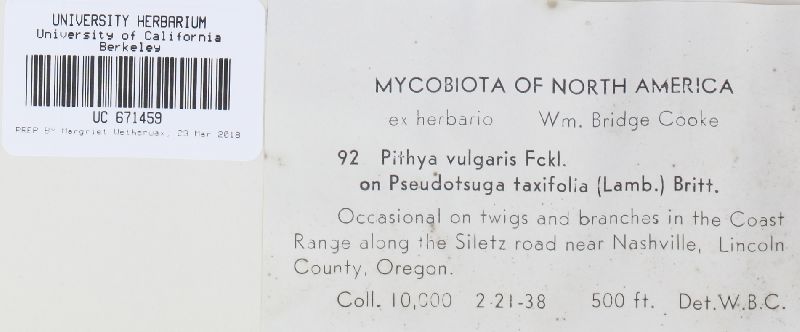 UNIVERSITY HERBARIUM
University of California
Berkeley
UC 671459
PREP BY Margriet Wetherwax, 23 Mar 2018
MYCOBIOTA OF NORTH AMERICA
ex herbario Wm. Bridge Cooke
92 Pithya vulgaris Fckl.
on Pseudotsuga taxifolia (Lamb.) Britt.
Occasional on twigs and branches in the Coast
Range along the Siletz road near Nashville, Lincoln
County, Oregon.
Coll. 10,000 2-21-38 500 ft. Det.W.B.C.